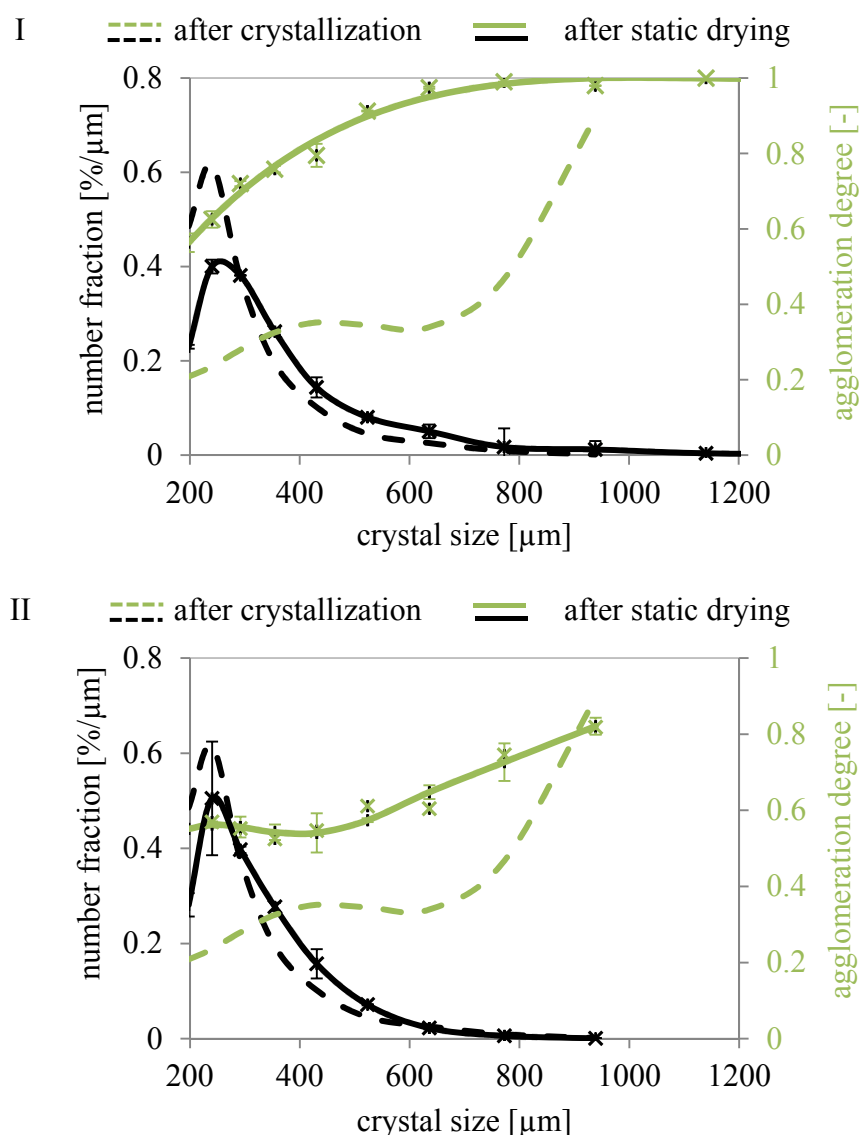 I after crystallization after static drying
0.8 1
0.8
0.6
0.6
0.4
0.4
0.2
0.2
0 0
200 400 600 800 1000 1200
number fraction [%/µm]
agglomeration degree [-]
crystal size [µm]
II after crystallization after static drying
0.8 1
0.8
0.6
0.6
0.4
0.4
0.2
0.2
0 0
200 400 600 800 1000 1200
number fraction [%/µm]
agglomeration degree [-]
crystal size [µm]